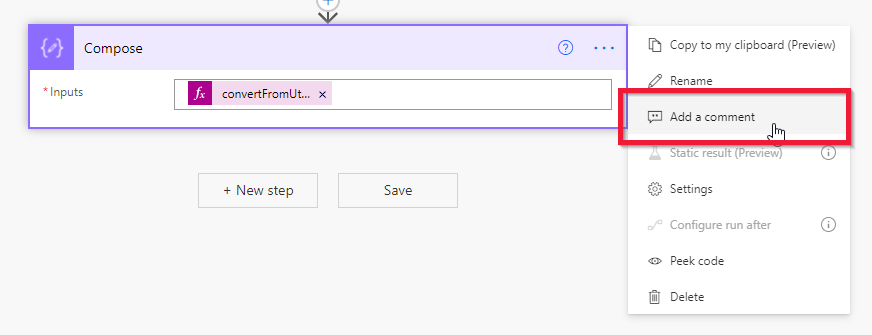 Compose
* Inputs
fx convertFromUt... ×
+ New step
Save
Copy to my clipboard (Preview)
Rename
Add a comment
Static result (Preview)
Settings
Configure run after
Peek code
Delete